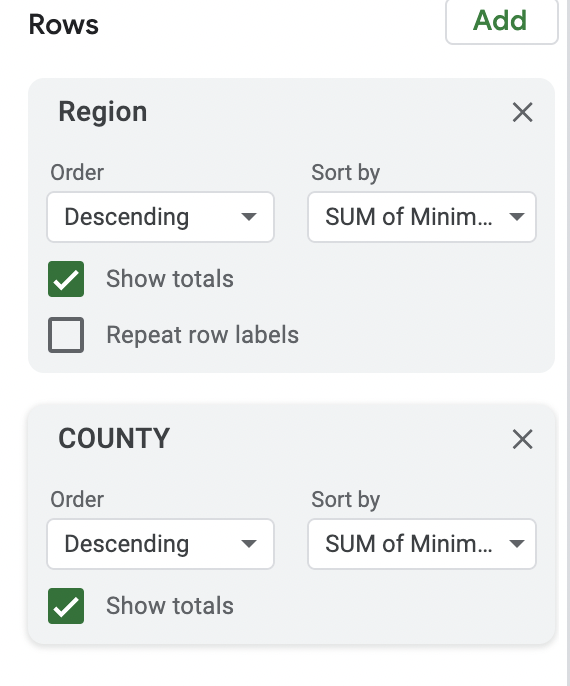 Rows Add
Region
Order Sort by
Descending SUM of Minim...
Show totals
Repeat row labels
COUNTY
Order Sort by
Descending SUM of Minim...
Show totals